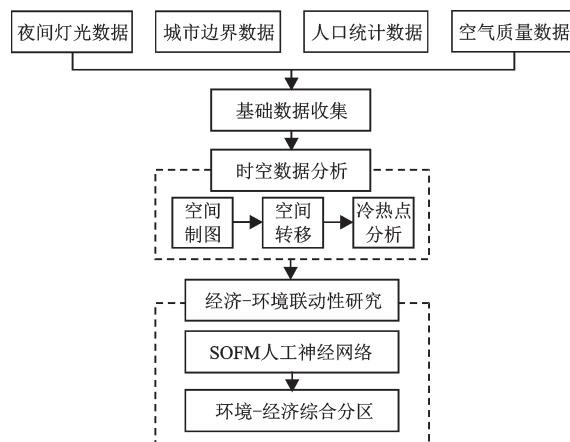 夜间灯光数据
城市边界数据
人口统计数据
空气质量数据
基础数据收集
时空数据分析
空间
制图
空间
转移
冷热点
分析
经济-环境联动性研究
SOFM人工神经网络
环境-经济综合分区